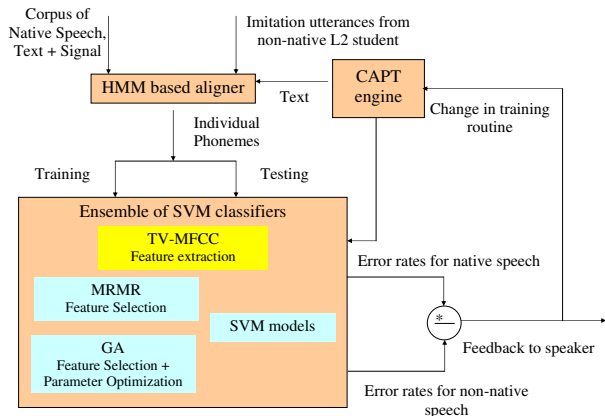 Corpus of
Native Speech,
Text + Signal
Imitation utterances from
non-native L2 student
HMM based aligner
Text
CAPT
engine
Change in training
routine
Individual
Phonemes
Training
Testing
Ensemble of SVM classifiers
TV-MFCC
Feature extraction
MRMR
Feature Selection
SVM models
GA
Feature Selection +
Parameter Optimization
Error rates for native speech
*
Feedback to speaker
Error rates for non-native
speech